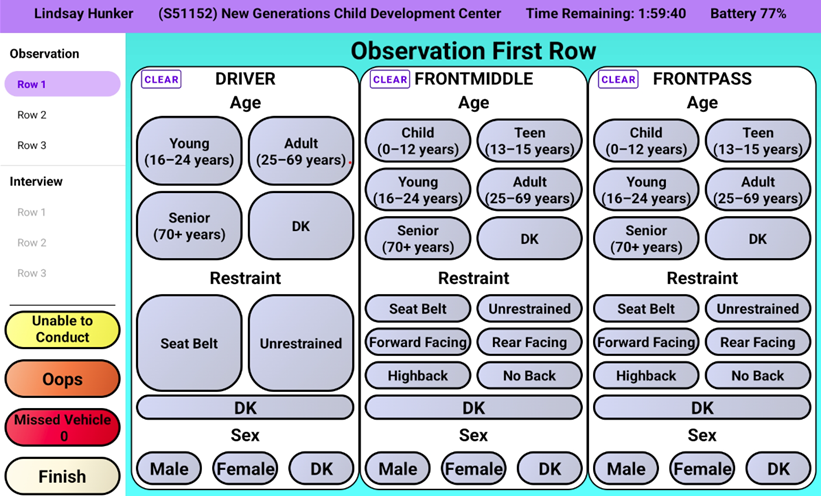 Lindsay Hunker (S51152) New Generations Child Development Center Time Remaining: 1:59:40 Battery 77%
Observation
Row 1
Row 2
Row 3
Interview
Row 1
Row 2
Row 3
Unable to
Conduct
Oops
Missed Vehicle
0
Finish
Observation First Row
CLEAR DRIVER
Age
Young
(16–24 years)
Adult
(25–69 years)
Senior
(70+ years)
DK
Restraint
Seat Belt
Unrestrained
DK
Sex
Male
Female
DK
CLEAR FRONTMIDDLE
Age
Child
(0–12 years)
Teen
(13–15 years)
Young
(16–24 years)
Adult
(25–69 years)
Senior
(70+ years)
DK
Restraint
Seat Belt
Unrestrained
Forward Facing
Rear Facing
Highback
No Back
DK
Sex
Male
Female
DK
CLEAR FRONTPASS
Age
Child
(0–12 years)
Teen
(13–15 years)
Young
(16–24 years)
Adult
(25–69 years)
Senior
(70+ years)
DK
Restraint
Seat Belt
Unrestrained
Forward Facing
Rear Facing
Highback
No Back
DK
Sex
Male
Female
DK